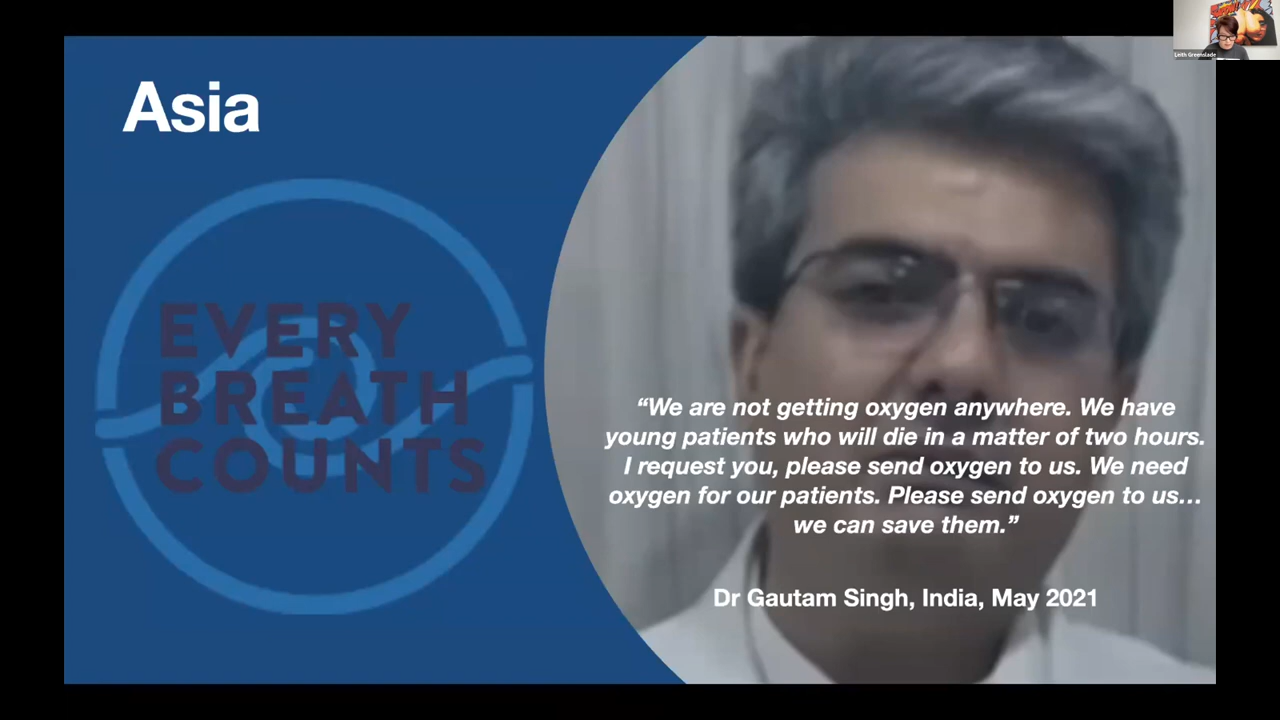 Asia
EVERY
BREATH
COUNTS
“We are not getting oxygen anywhere. We have
young patients who will die in a matter of two hours.
I request you, please send oxygen to us. We need
oxygen for our patients. Please send oxygen to us...
we can save them.”
Dr Gautam Singh, India, May 2021
Leith Greenslade